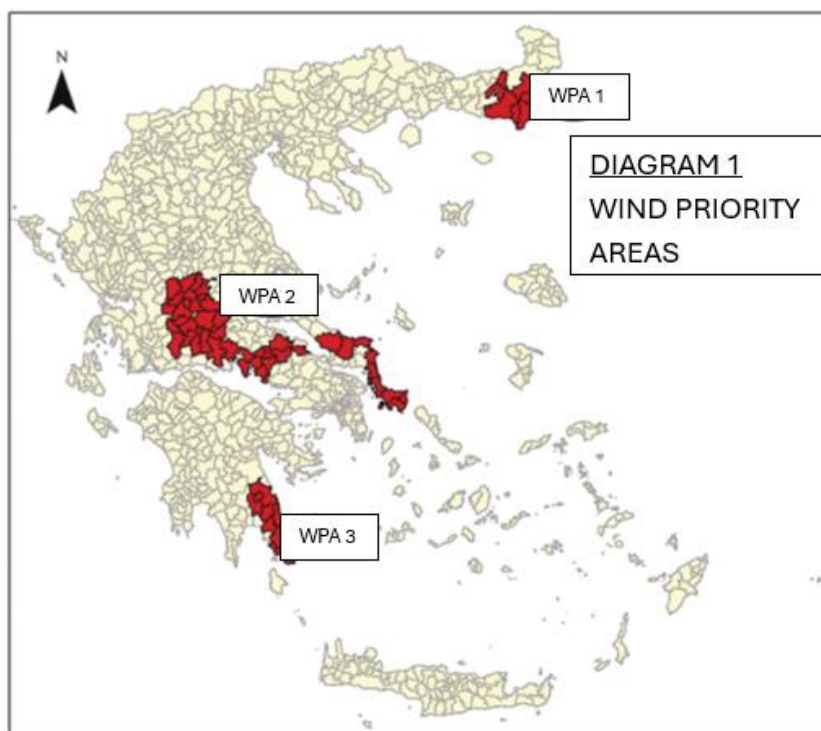 N
WPA 1
DIAGRAM 1
WIND PRIORITY
AREAS
WPA 2
WPA 3